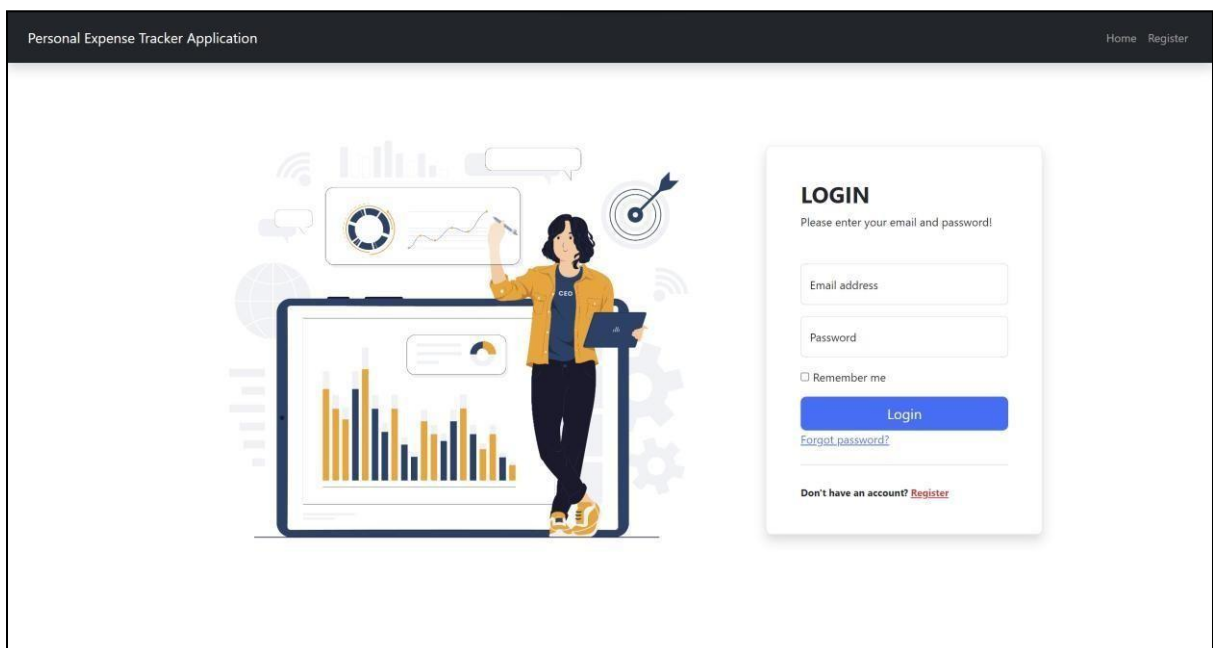 Personal Expense Tracker Application
Home Register
CEO
LOGIN
Please enter your email and password!
Email address
Password
Remember me
Login
Forgot password?
Don't have an account? Register